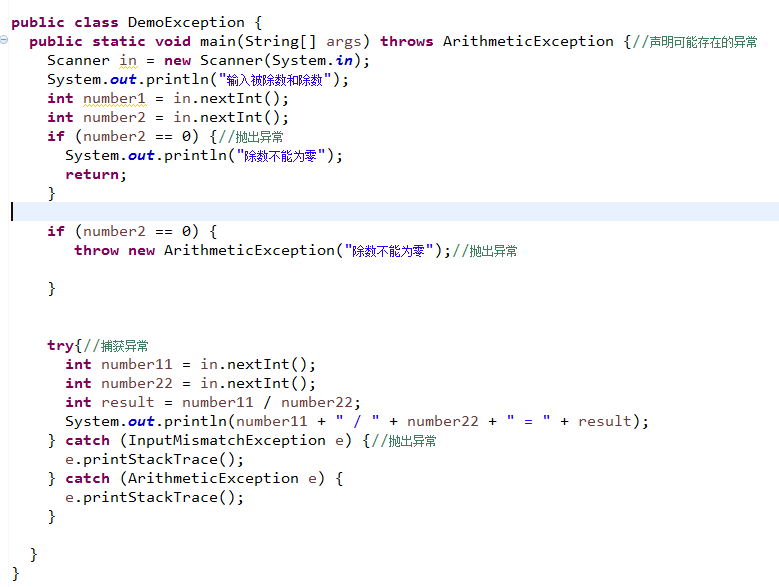 public class DemoException {
public static void main(String[] args) throws ArithmeticException {//声明可能存在的异常
Scanner in = new Scanner(System.in);
System.out.println("输入被除数和除数");
int number1 = in.nextInt();
int number2 = in.nextInt();
if (number2 == 0) {//抛出异常
System.out.println("除数不能为零");
return;
}
if (number2 == 0) {
throw new ArithmeticException("除数不能为零");//抛出异常
}
try{//捕获异常
int number11 = in.nextInt();
int number22 = in.nextInt();
int result = number11 / number22;
System.out.println(number11 + " / " + number22 + " = " + result);
} catch (InputMismatchException e) {//抛出异常
e.printStackTrace();
} catch (ArithmeticException e) {
e.printStackTrace();
}
}
}